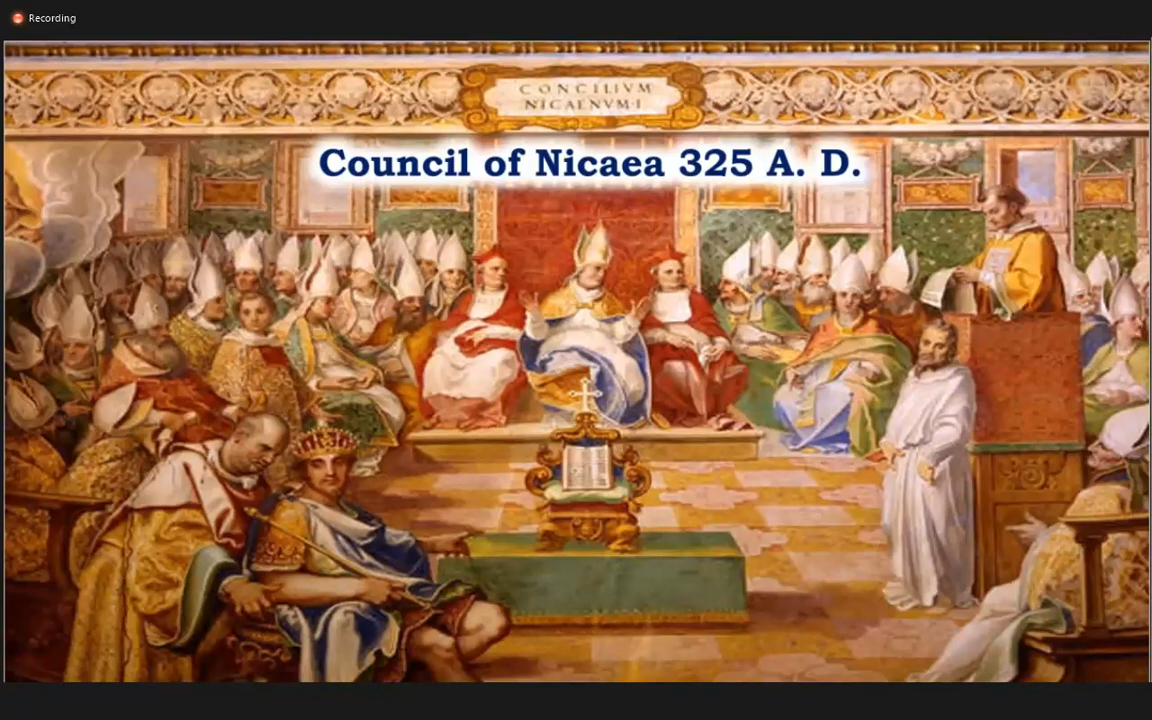 Recording
CONCILIVM
NICAENVM·I
Council of Nicaea 325 A. D.